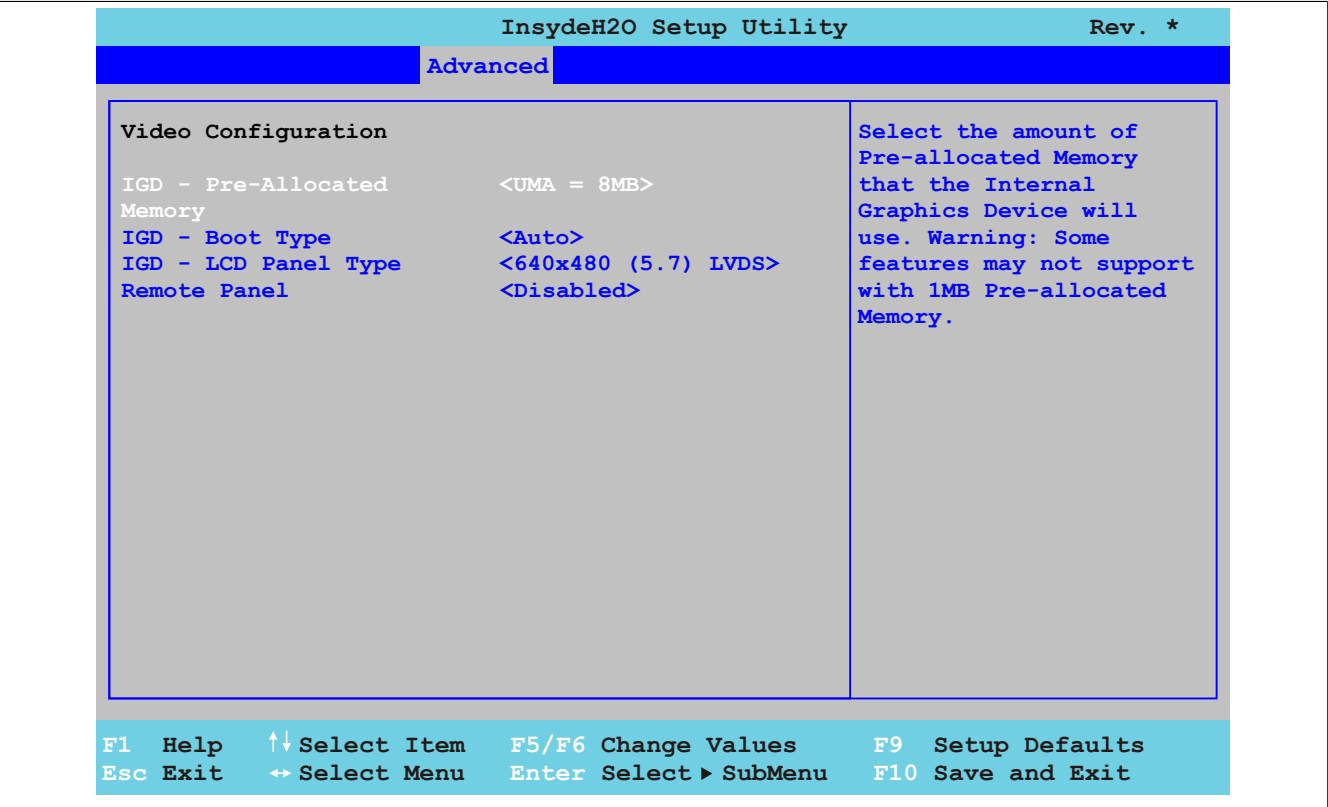 InsydeH2O Setup Utility Rev. *
Advanced
Video Configuration
IGD - Pre-Allocated Memory <UMA = 8MB>
IGD - Boot Type <Auto>
IGD - LCD Panel Type <640x480 (5.7) LVDS>
Remote Panel <Disabled>
Select the amount of
Pre-allocated Memory
that the Internal
Graphics Device will
use. Warning: Some
features may not support
with 1MB Pre-allocated
Memory.
F1 Help ↑↓ Select Item F5/F6 Change Values F9 Setup Defaults
Esc Exit ↔ Select Menu Enter Select ▶ SubMenu F10 Save and Exit